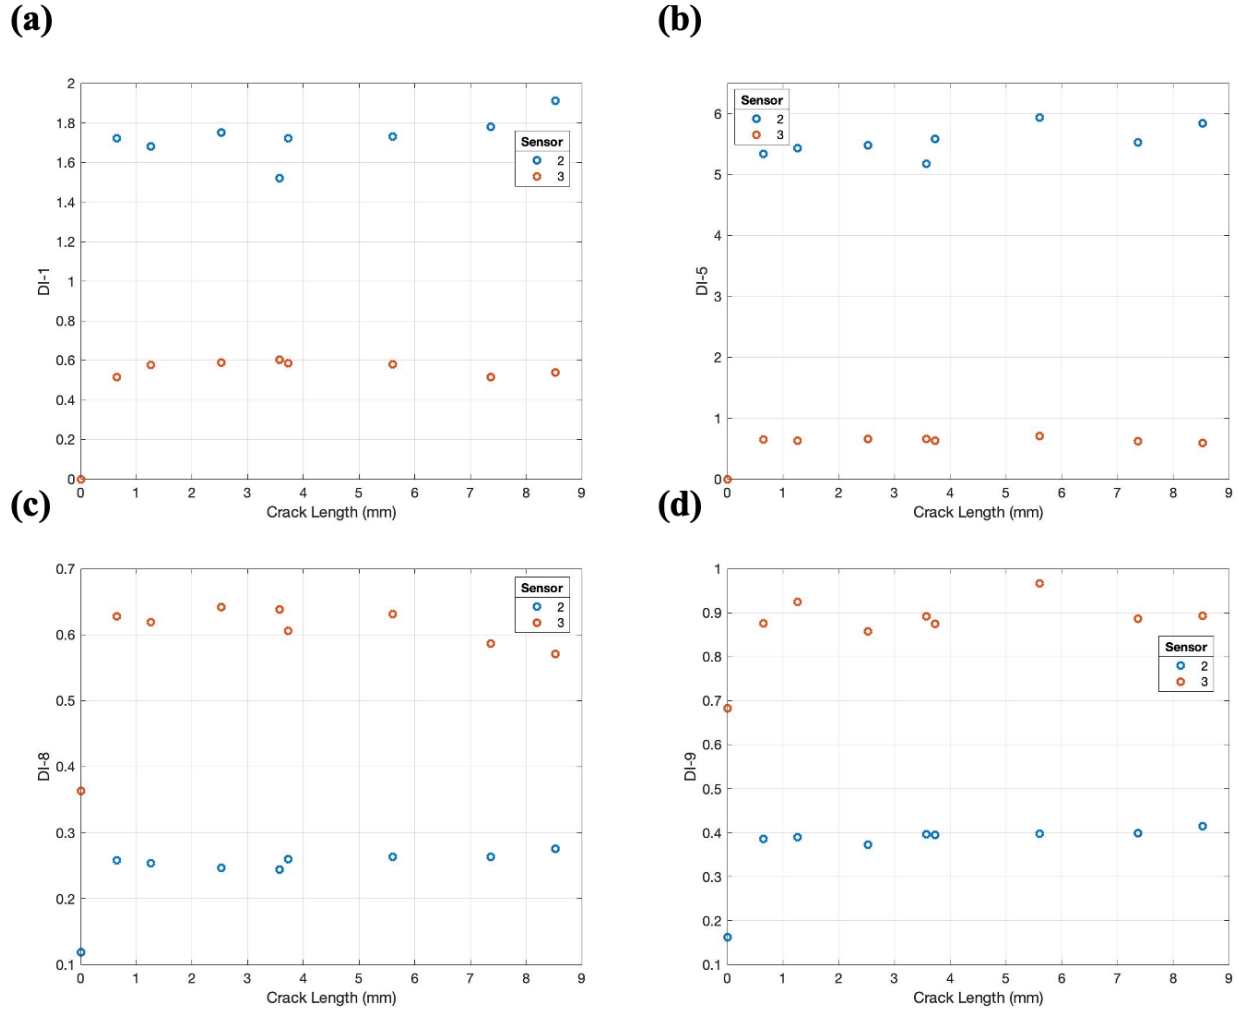 (a)
2
1.8
1.6
1.4
1.2
1
0.8
0.6
0.4
0.2
0
DI-1
Sensor
2
3
0 1 2 3 4 5 6 7 8 9
Crack Length (mm)
(b)
6
5
4
3
2
1
0
DI-5
Sensor
2
3
0 1 2 3 4 5 6 7 8 9
Crack Length (mm)
(c)
0.7
0.6
0.5
0.4
0.3
0.2
0.1
DI-8
Sensor
2
3
0 1 2 3 4 5 6 7 8 9
Crack Length (mm)
(d)
1
0.9
0.8
0.7
0.6
0.5
0.4
0.3
0.2
0.1
DI-9
Sensor
2
3
0 1 2 3 4 5 6 7 8 9
Crack Length (mm)